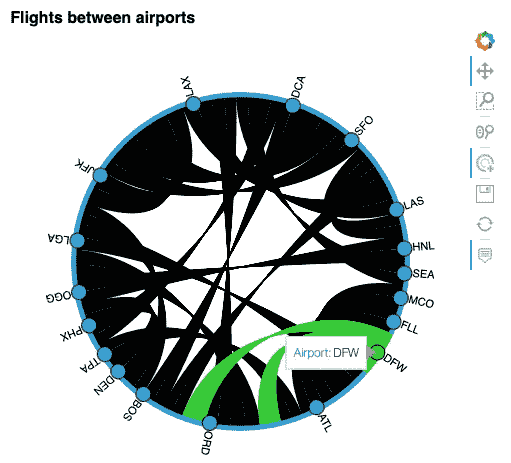 Flights between airports
LAX
DCA
SFO
JFK
LAS
LGA
HNL
SEA
OGG
MCO
FLL
PHX
Airport: DFW
DFW
TPA
DEN
BOS
ATL
ORD